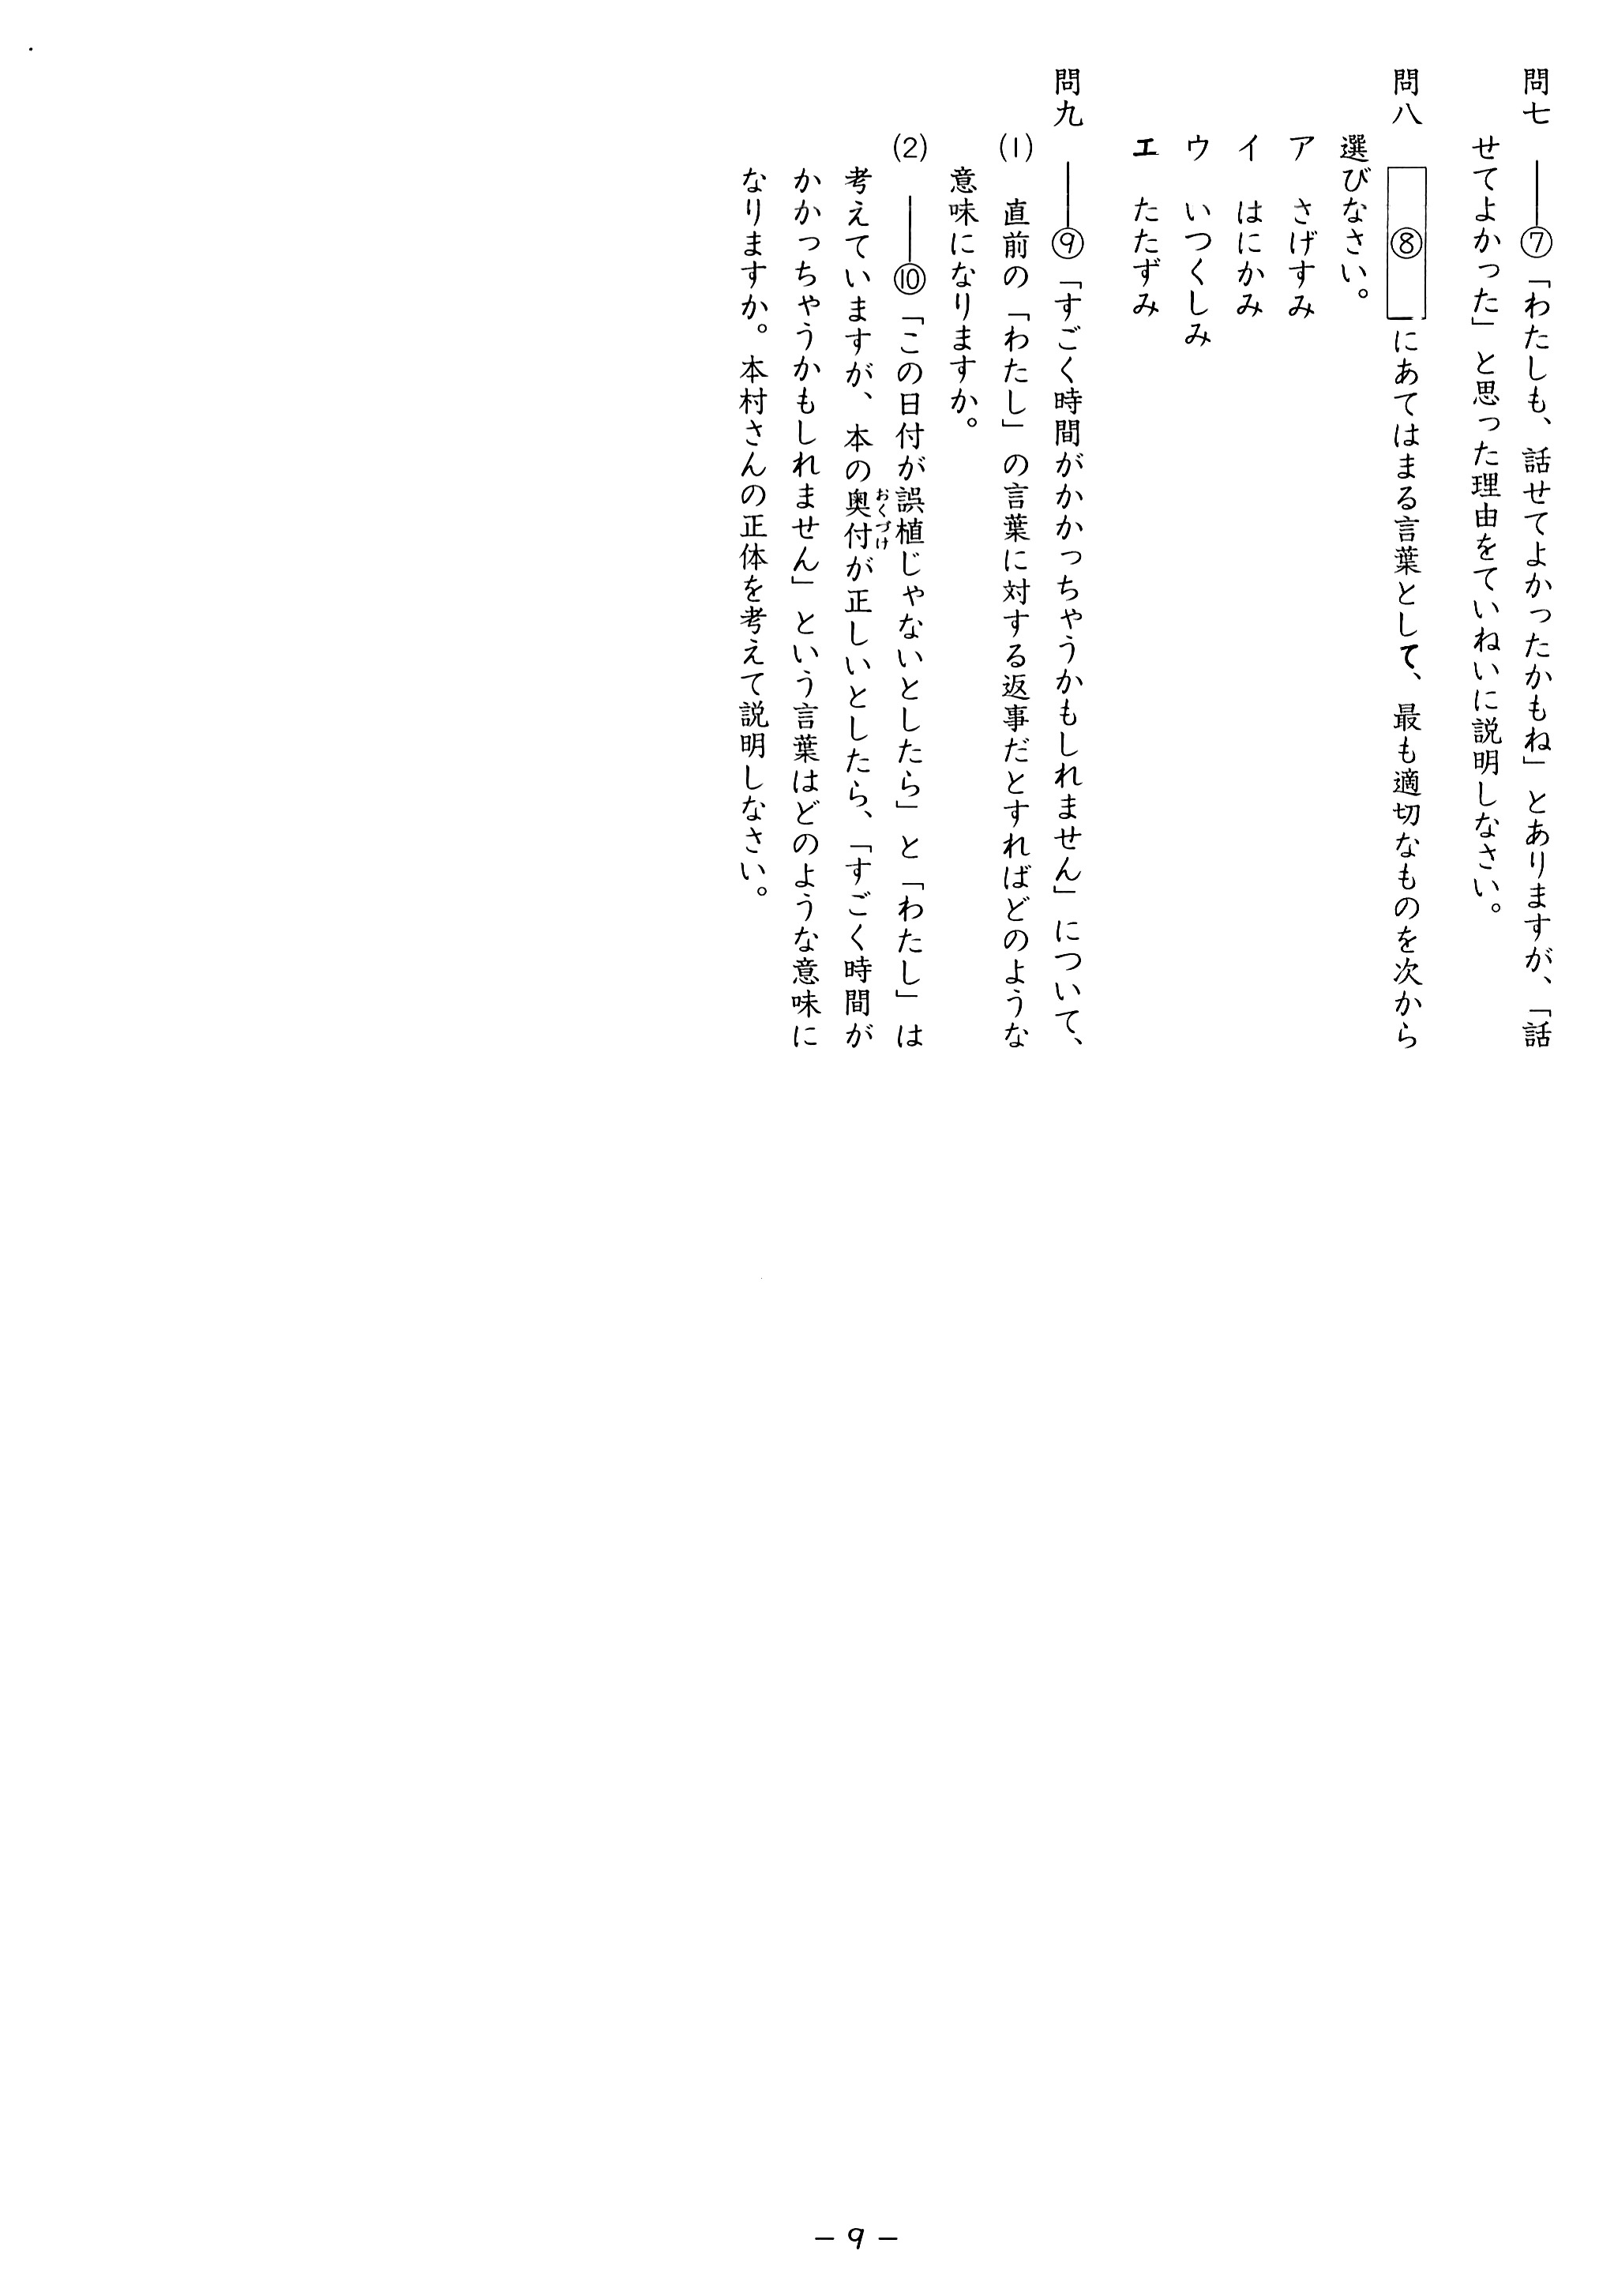 問七　――⑦「わたしも、話せてよかったかもね」とありますが、「話
せてよかった」と思った理由をていねいに説明しなさい。
問八　⑧にあてはまる言葉として、最も適切なものを次から
選びなさい。
ア　さげすみ
イ　はにかみ
ウ　いつくしみ
エ　たたずみ
問九　――⑨「すごく時間がかかっちゃうかもしれません」について、
(1)　直前の「わたし」の言葉に対する返事だとすればどのような
意味になりますか。
(2)　――⑩「この日付が誤植じゃないとしたら」と「わたし」は
考えていますが、本の奥付が正しいとしたら、「すごく時間が
おくづけ
かかっちゃうかもしれません」という言葉はどのような意味に
なりますか。本村さんの正体を考えて説明しなさい。
― 9 ―